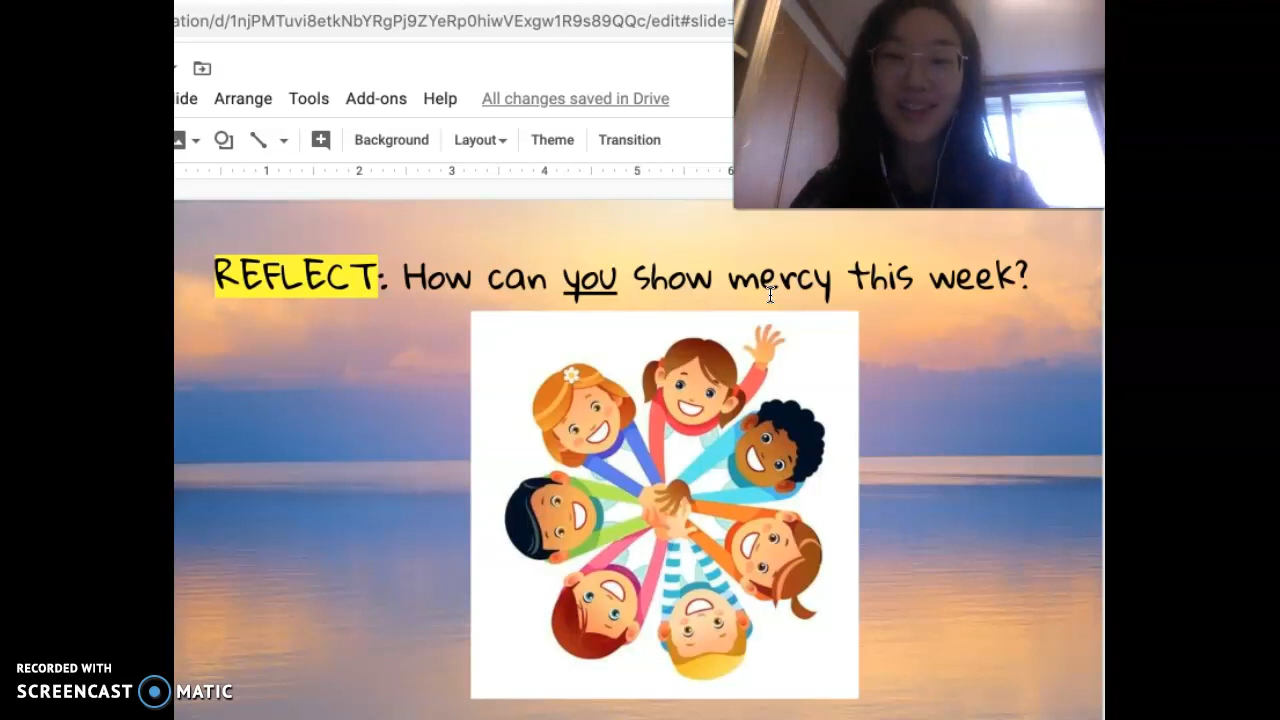 ation/d/1njPMTuvi8etkNbYRgPj9ZYeRp0hiwVExgw1R9s89QQc/edit#slide=
ide Arrange Tools Add-ons Help All changes saved in Drive
Background Layout Theme Transition
1 2 3 4 5 6
REFLECT: How can you show mercy this week?
RECORDED WITH
SCREENCAST MATIC